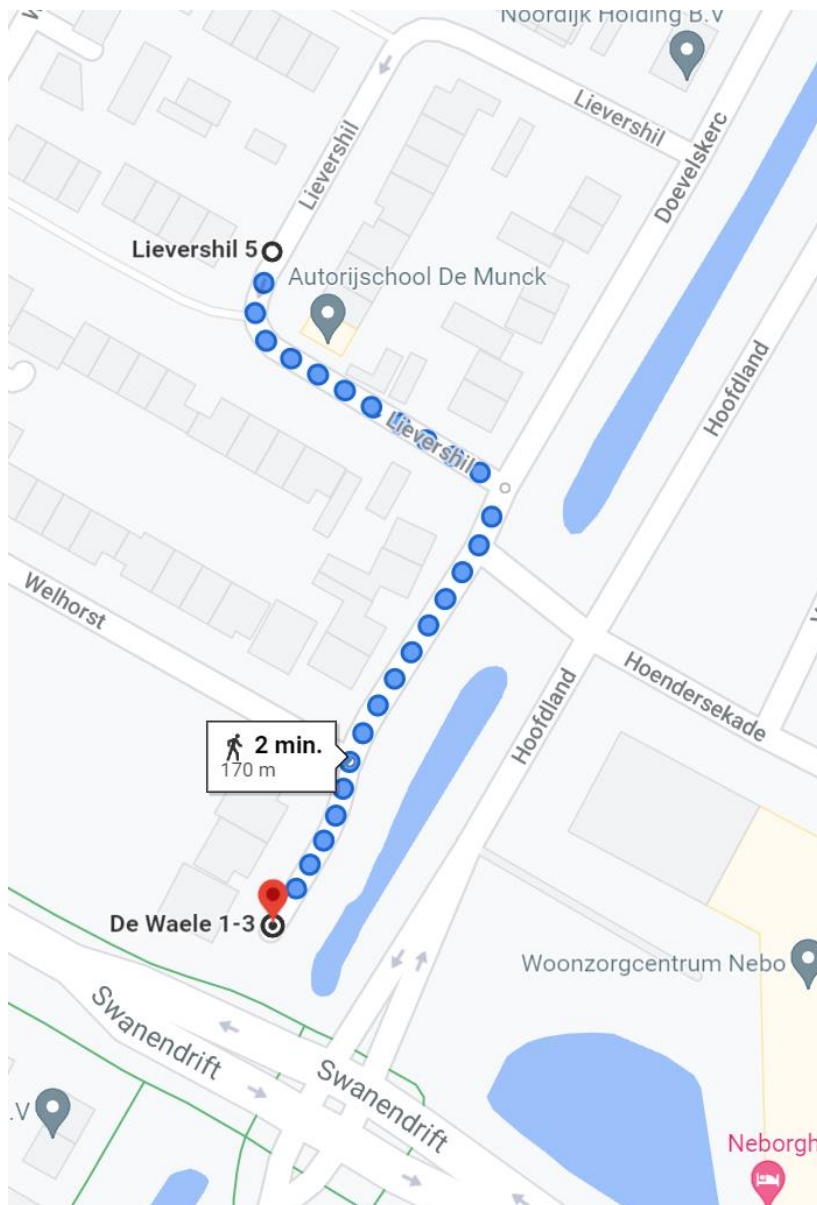 Noordijk Holding B.V
Lievershil
Lievershil
Doevelskerc
Lievershil 5
Autorijschool De Munck
Hoofdland
Lievershil
Welhorst
Hoendersekade
Hoofdland
2 min.
170 m
De Waele 1-3
Woonzorgcentrum Nebo
Swanendrift
Swanendrift
.V
Neborgh